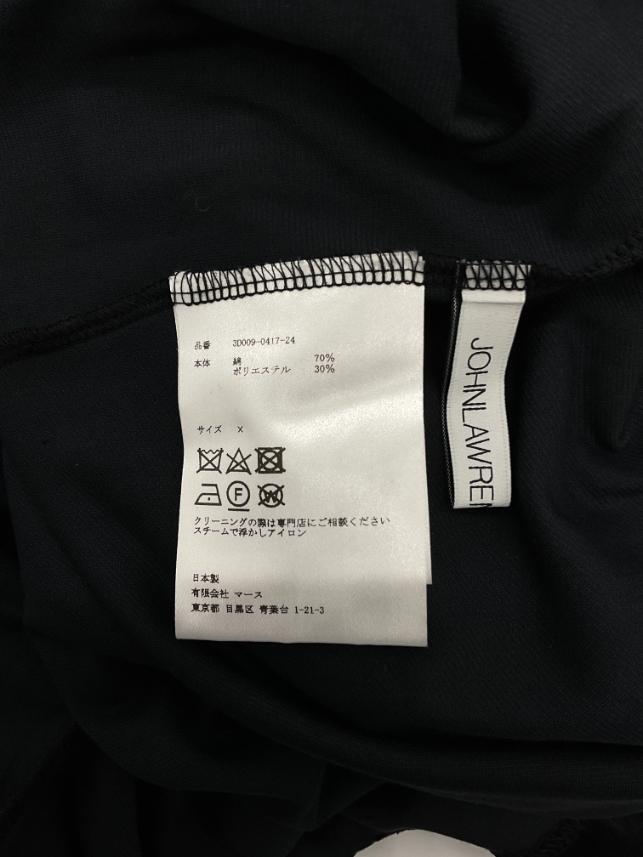 品番 3D009-0417-24
本体 綿 70%
ポリエステル 30%
サイズ X
F
W
クリーニングの際は専門店にご相談ください
スチームで浮かしアイロン
日本製
有限会社 マース
東京都 目黒区 青葉台 1-21-3
JOHNLAWREN